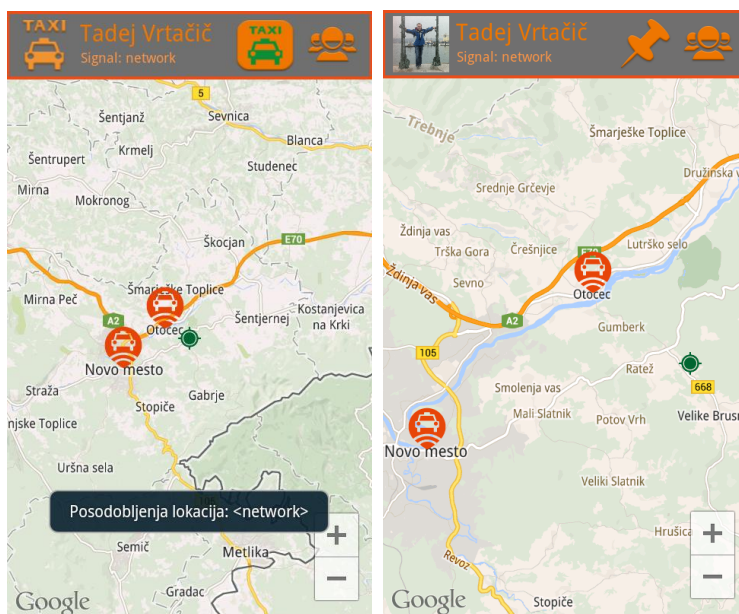 TAXI
Tadej Vrtačič
Signal: network
TAXI
5
Sevnica
Šentjanž
Blanca
Krmelj
Šentrupert
Studenec
Mirna
Mokronog
Škocjan
E70
Šmarješke Toplice
Mirna Peč
Kostanjevica
na Krki
A2
Otočec
Šentjernej
Novo mesto
Straža
Gabrje
Stopiče
njske Toplice
Uršna sela
Posodobljenja lokacija: <network>
Semič
Metlika
Gradac
+
−
Google
Tadej Vrtačič
Signal: network
Trebnje
Šmarješke Toplice
Družinska v
Srednje Grčevje
Ždinja vas
Trška Gora
Črešnjice
E70
Lutrško selo
Ždinja vas
Sevno
Otočec
A2
Gumberk
105
Ratež
668
Smolenja vas
Mali Slatnik
Potov Vrh
Velike Brusn
Novo mesto
Veliki Slatnik
Hrušica
Revoz
Stopiče
+
−
Google